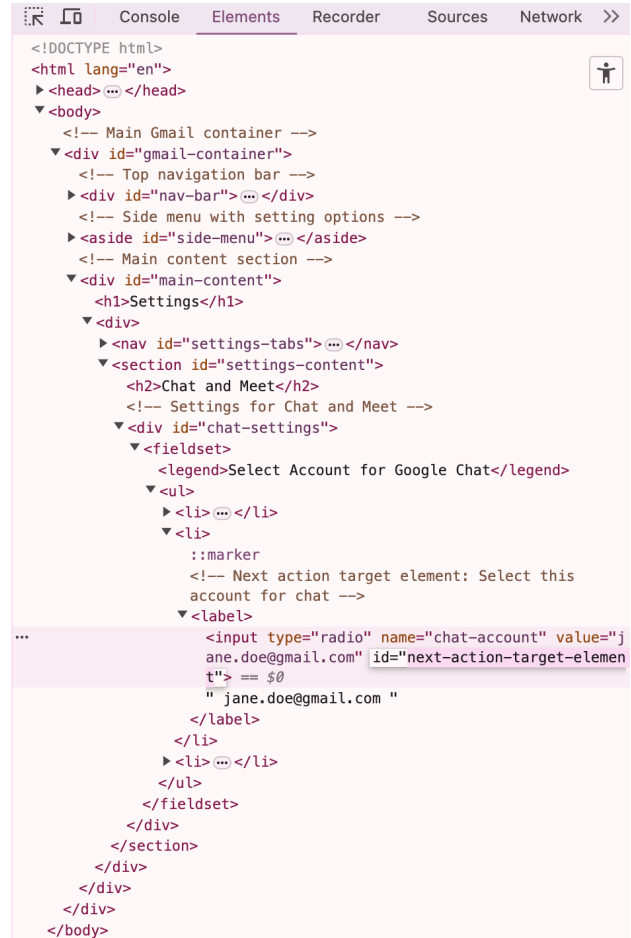 Console Elements Recorder Sources Network >>
<!DOCTYPE html>
<html lang="en">
<head> ••• </head>
<body>
<!-- Main Gmail container -->
<div id="gmail-container">
<!-- Top navigation bar -->
<div id="nav-bar"> ••• </div>
<!-- Side menu with setting options -->
<aside id="side-menu"> ••• </aside>
<!-- Main content section -->
<div id="main-content">
<h1>Settings</h1>
<div>
<nav id="settings-tabs"> ••• </nav>
<section id="settings-content">
<h2>Chat and Meet</h2>
<!-- Settings for Chat and Meet -->
<div id="chat-settings">
<fieldset>
<legend>Select Account for Google Chat</legend>
<ul>
<li> ••• </li>
<li>
::marker
<!-- Next action target element: Select this
account for chat -->
<label>
••• <input type="radio" name="chat-account" value="j
ane.doe@gmail.com" id="next-action-target-elemen
t"> == $0
" jane.doe@gmail.com "
</label>
</li>
<li> ••• </li>
</ul>
</fieldset>
</div>
</section>
</div>
</div>
</div>
</body>